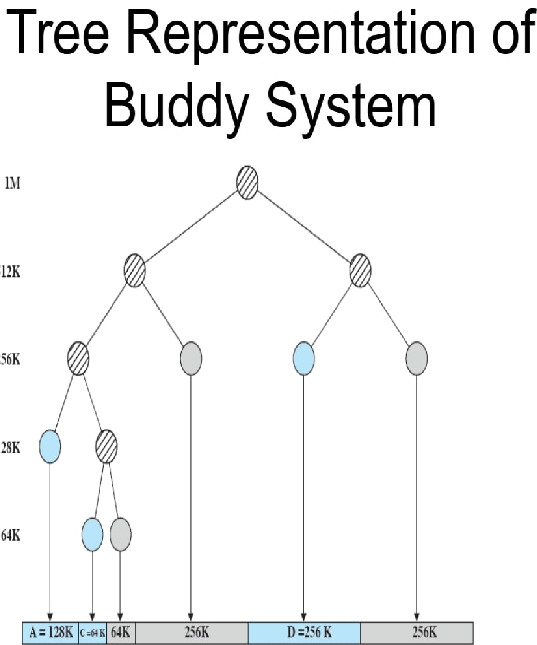 Tree Representation of
Buddy System
1M
12K
56K
28K
64K
A = 128K C =64 K 64K 256K D =256 K 256K